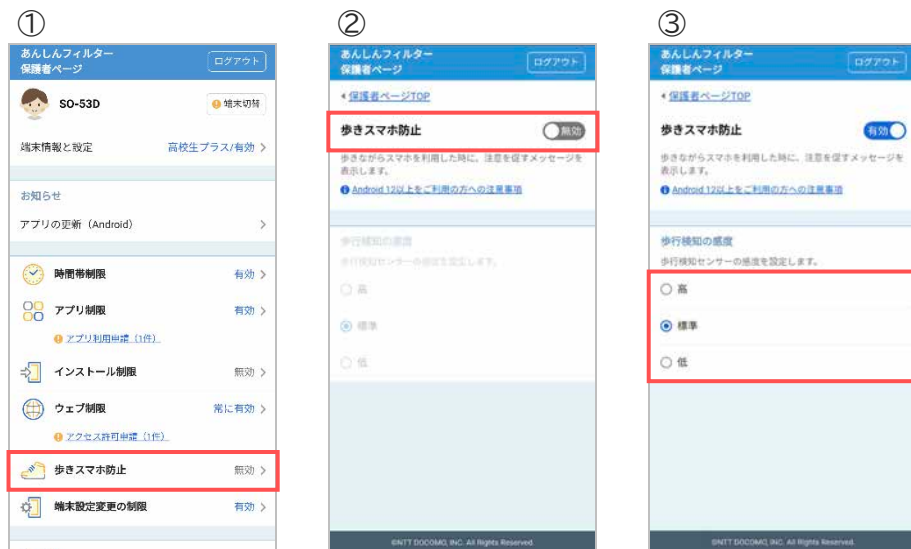 ①
あんしんフィルター
保護者ページ
ログアウト
SO-53D
端末切替
端末情報と設定
高校生プラス/有効
お知らせ
アプリの更新（Android）
時間帯制限
有効
アプリ制限
有効
アプリ利用申請（1件）
インストール制限
無効
ウェブ制限
常に有効
アクセス許可申請（1件）
歩きスマホ防止
無効
端末設定変更の制限
有効
②
あんしんフィルター
保護者ページ
ログアウト
保護者ページTOP
歩きスマホ防止
無効
歩きながらスマホを利用した時に、注意を促すメッセージを
表示します。
Android 12以上をご利用の方への注意事項
歩行検知の感度
歩行検知センサーの感度を設定します。
高
標準
低
©NTT DOCOMO, INC. All Rights Reserved.
③
あんしんフィルター
保護者ページ
ログアウト
保護者ページTOP
歩きスマホ防止
有効
歩きながらスマホを利用した時に、注意を促すメッセージを
表示します。
Android 12以上をご利用の方への注意事項
歩行検知の感度
歩行検知センサーの感度を設定します。
高
標準
低
©NTT DOCOMO, INC. All Rights Reserved.